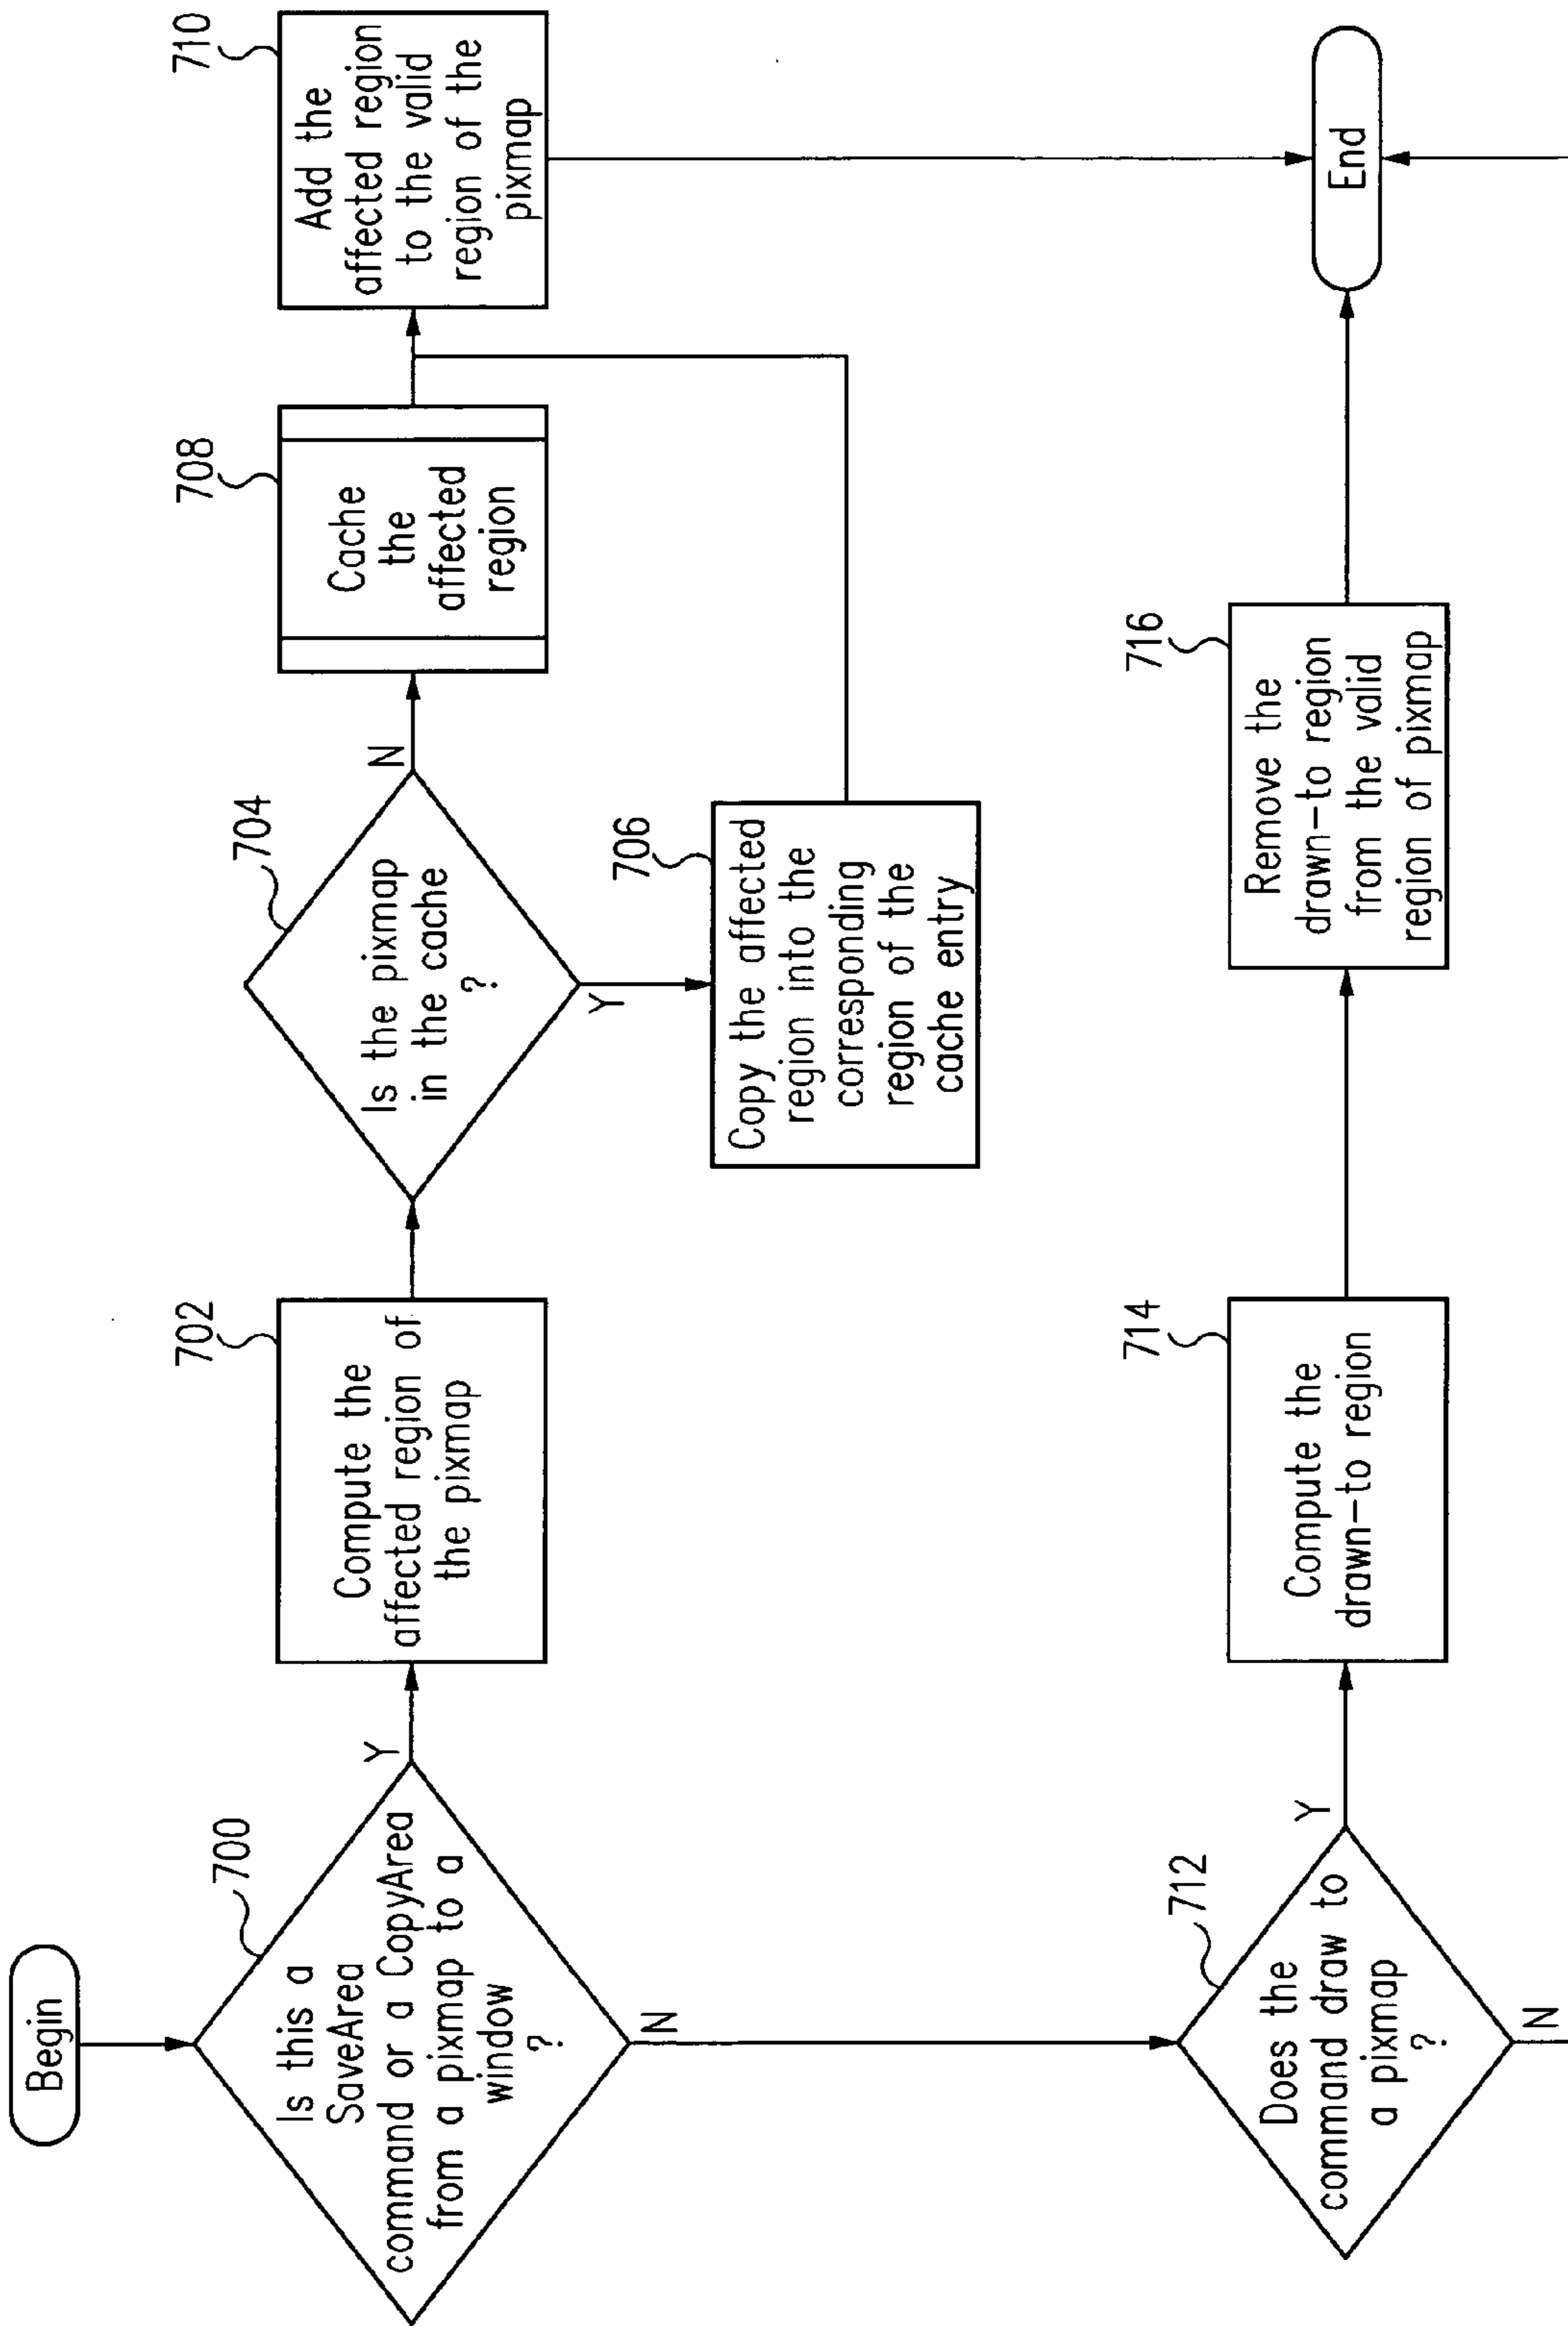 Begin
700
Is this a
SaveArea
command or a CopyArea
from a pixmap to a
window
?
Y
N
702
Compute the
affected region of
the pixmap
704
Is the pixmap
in the cache
?
N
Y
706
Copy the affected
region into the
corresponding
region of the
cache entry
708
Cache
the
affected
region
710
Add the
affected region
to the valid
region of the
pixmap
712
Does the
command draw to
a pixmap
?
Y
N
714
Compute the
drawn-to region
716
Remove the
drawn-to region
from the valid
region of pixmap
End